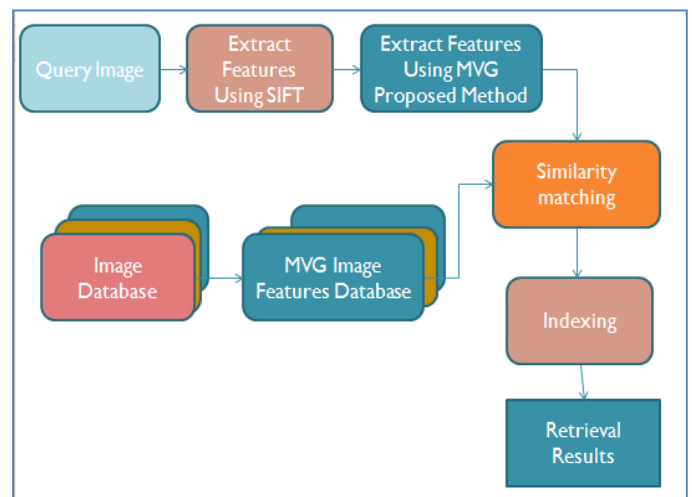 Query Image
Extract
Features
Using SIFT
Extract Features
Using MVG
Proposed Method
Similarity
matching
Image
Database
MVG Image
Features Database
Indexing
Retrieval
Results